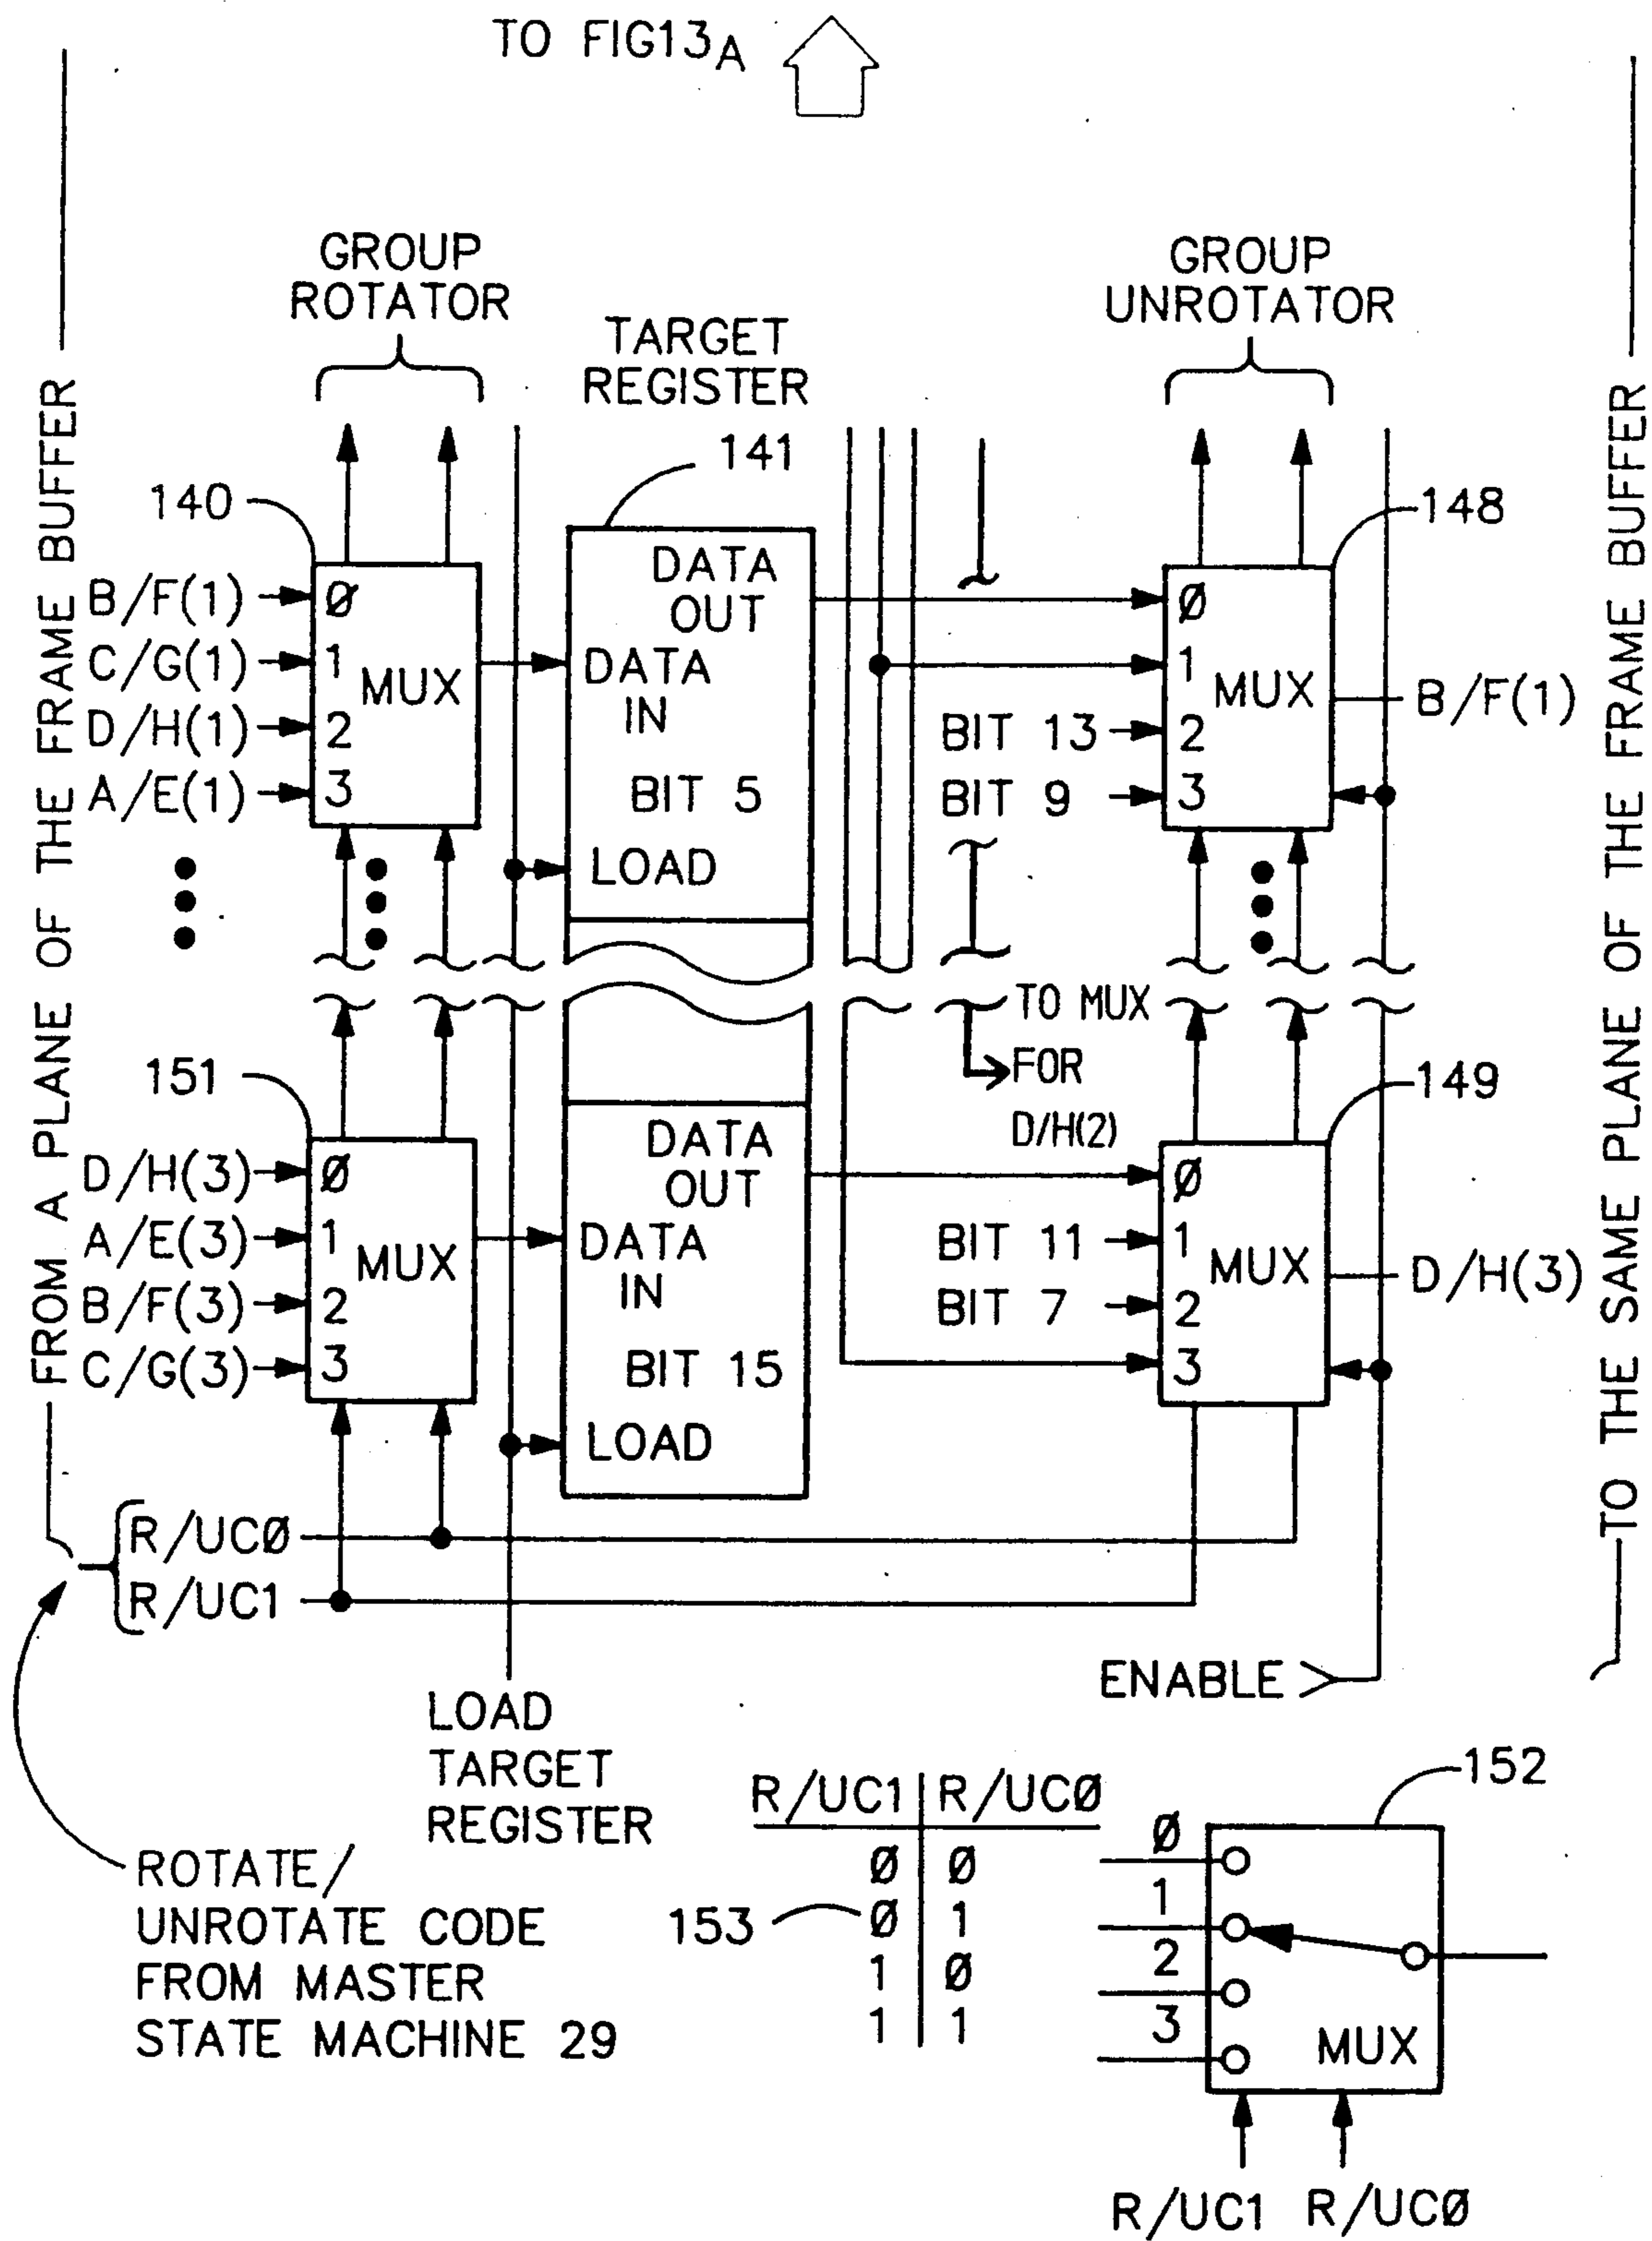 TO FIG13A
GROUP
ROTATOR
TARGET
REGISTER
GROUP
UNROTATOR
FROM A PLANE OF THE FRAME BUFFER
TO THE SAME PLANE OF THE FRAME BUFFER
140
141
148
B/F(1)
C/G(1)
D/H(1)
A/E(1)
Ø
1
2
3
MUX
DATA
OUT
DATA
IN
BIT 5
LOAD
BIT 13
BIT 9
Ø
1
2
3
MUX
B/F(1)
TO MUX
FOR
D/H(2)
151
149
D/H(3)
A/E(3)
B/F(3)
C/G(3)
Ø
1
2
3
MUX
DATA
OUT
DATA
IN
BIT 15
LOAD
BIT 11
BIT 7
Ø
1
2
3
MUX
D/H(3)
R/UCØ
R/UC1
ENABLE
LOAD
TARGET
REGISTER
ROTATE/
UNROTATE CODE
FROM MASTER
STATE MACHINE 29
R/UC1 R/UCØ
Ø Ø
Ø 1
1 Ø
1 1
153
152
Ø
1
2
3
MUX
R/UC1 R/UCØ